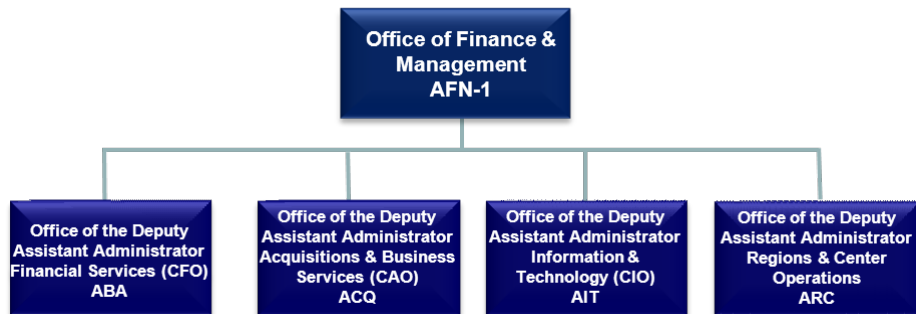 Office of Finance &
Management
AFN-1
Office of the Deputy
Assistant Administrator
Financial Services (CFO)
ABA
Office of the Deputy
Assistant Administrator
Acquisitions & Business
Services (CAO)
ACQ
Office of the Deputy
Assistant Administrator
Information &
Technology (CIO)
AIT
Office of the Deputy
Assistant Administrator
Regions & Center
Operations
ARC